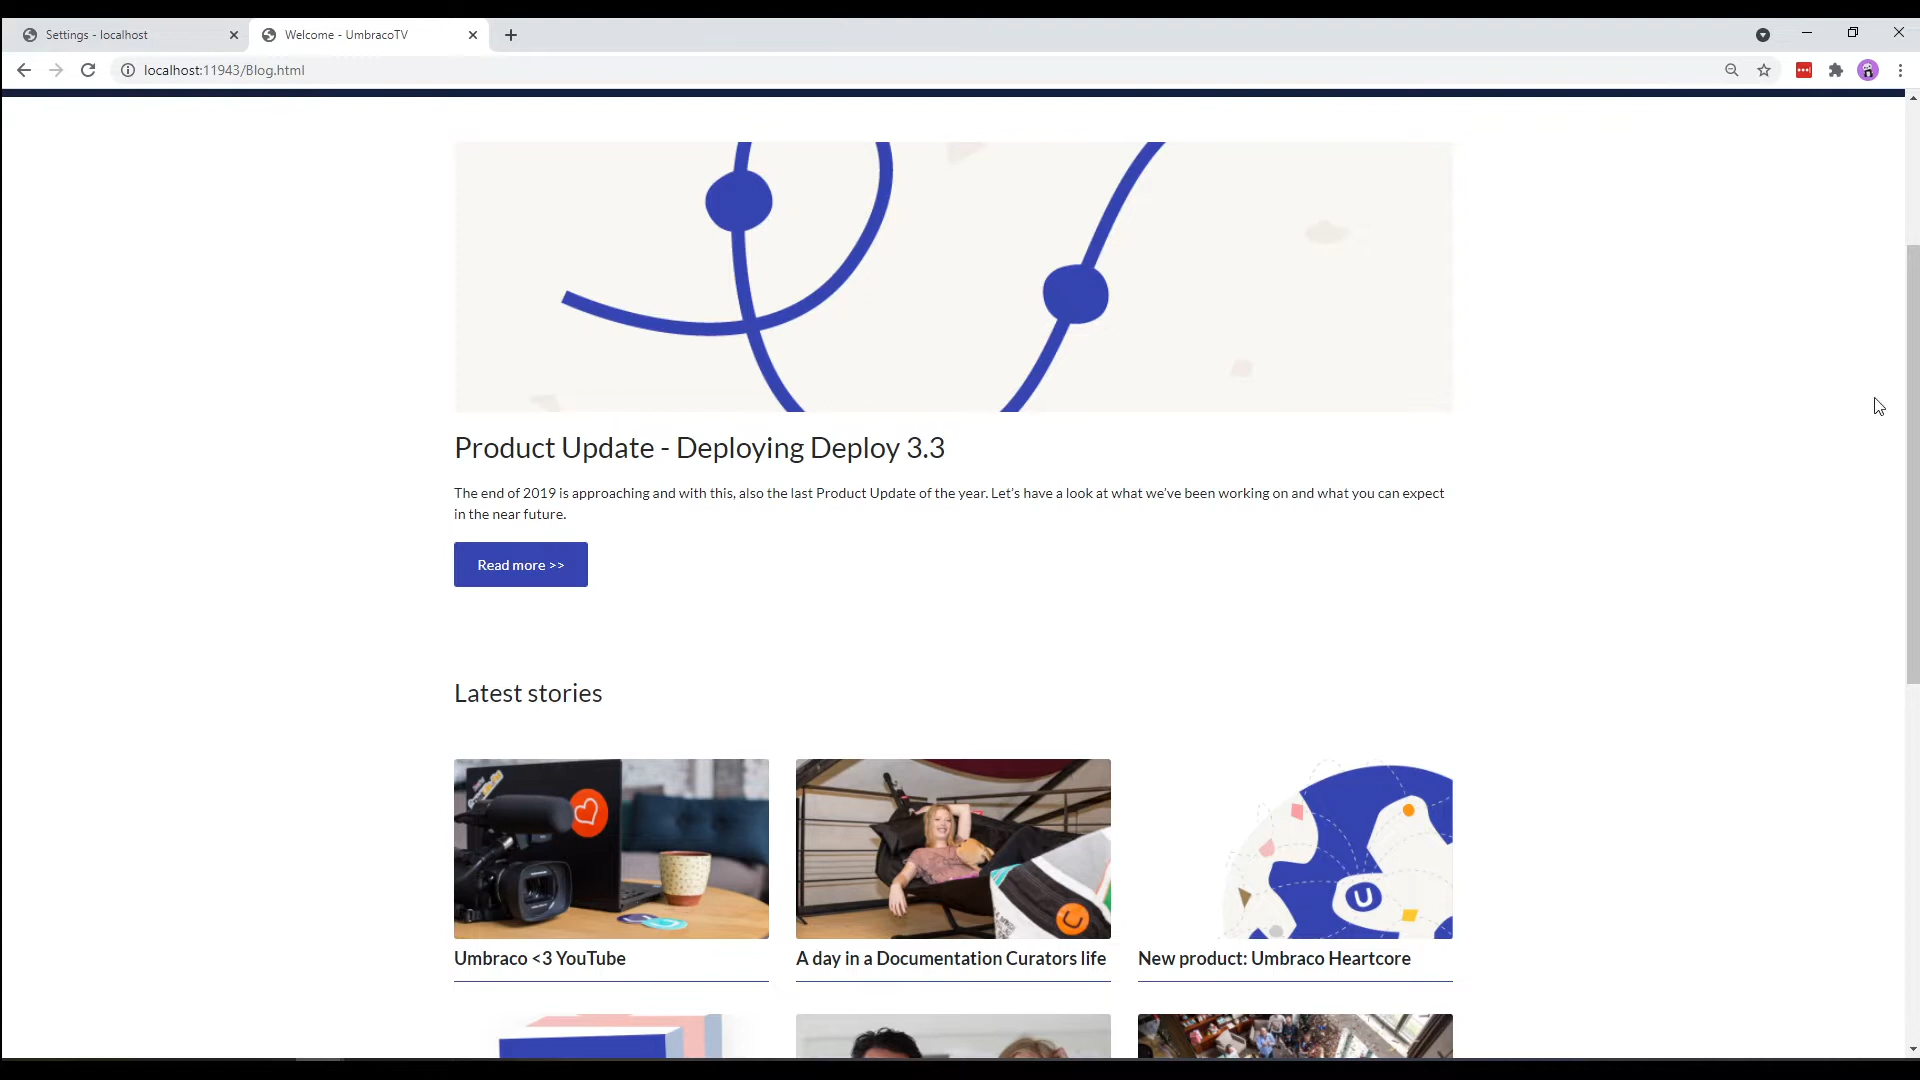 Settings - localhost
Welcome - UmbracoTV
localhost:11943/Blog.html
Product Update - Deploying Deploy 3.3
The end of 2019 is approaching and with this, also the last Product Update of the year. Let’s have a look at what we’ve been working on and what you can expect
in the near future.
Read more >>
Latest stories
Umbraco <3 YouTube
A day in a Documentation Curators life
New product: Umbraco Heartcore